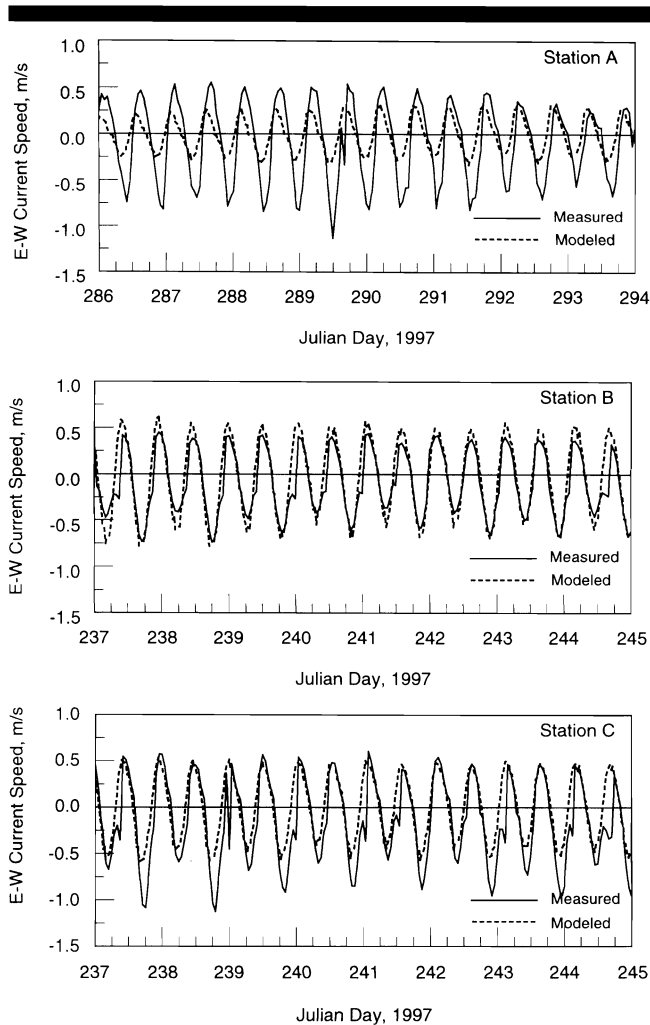 Station A
E-W Current Speed, m/s
1.0
0.5
0.0
-0.5
-1.0
-1.5
Measured
Modeled
286 287 288 289 290 291 292 293 294
Julian Day, 1997
Station B
E-W Current Speed, m/s
1.0
0.5
0.0
-0.5
-1.0
-1.5
Measured
Modeled
237 238 239 240 241 242 243 244 245
Julian Day, 1997
Station C
E-W Current Speed, m/s
1.0
0.5
0.0
-0.5
-1.0
-1.5
Measured
Modeled
237 238 239 240 241 242 243 244 245
Julian Day, 1997